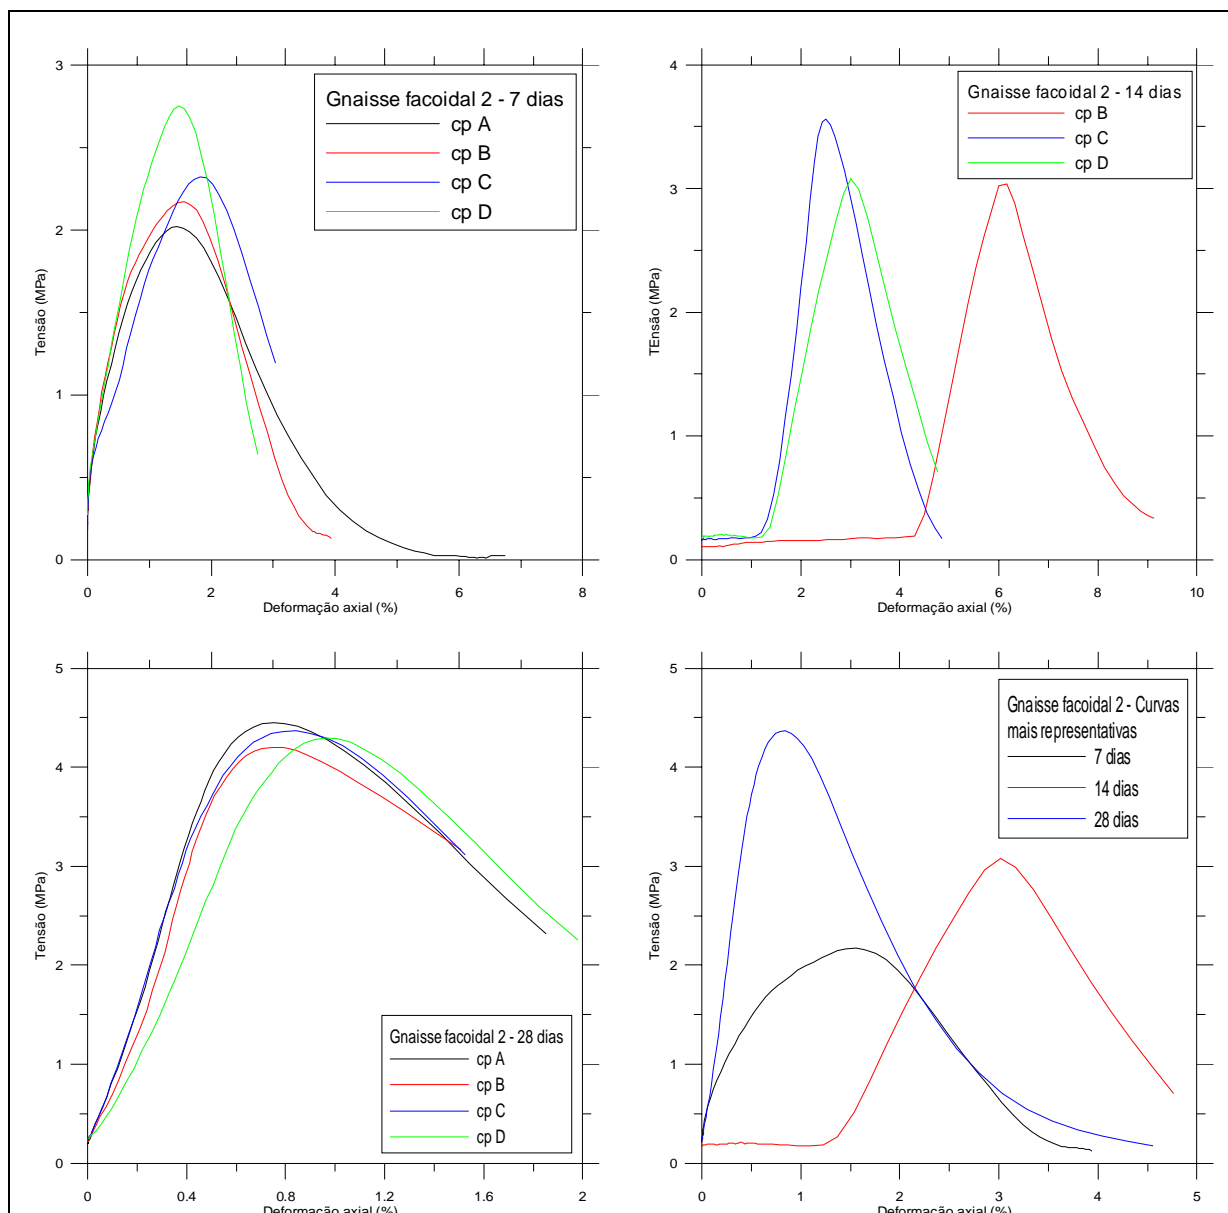 3
2
1
0
Tensão (MPa)
Gnaisse facoidal 2 - 7 dias
cp A
cp B
cp C
cp D
0
2
4
6
8
Deformação axial (%)
4
3
2
1
0
TEnsão (MPa)
Gnaisse facoidal 2 - 14 dias
cp B
cp C
cp D
0
2
4
6
8
10
Deformação axial (%)
5
4
3
2
1
0
Tensão (MPa)
Gnaisse facoidal 2 - 28 dias
cp A
cp B
cp C
cp D
0
0.4
0.8
1.2
1.6
2
Deformação axial (%)
5
4
3
2
1
0
Tensão (MPa)
Gnaisse facoidal 2 - Curvas
mais representativas
7 dias
14 dias
28 dias
0
1
2
3
4
5
Deformação axial (%)